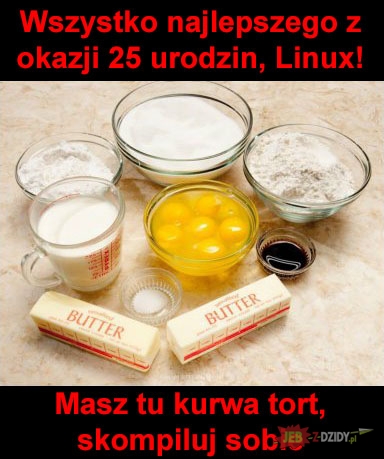 Wszystko najlepszego z
okazji 25 urodzin, Linux!
BUTTER
BUTTER
Masz tu kurwa tort,
skompiluj sobie
JEB-Z-DZIDY.pl